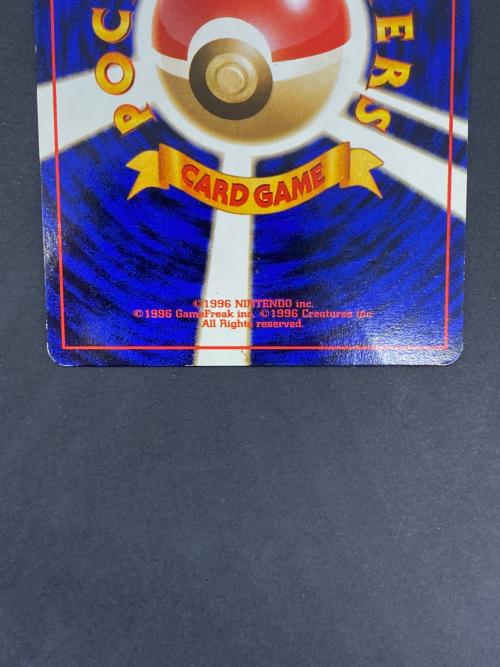 POC
ERS
CARD GAME
©1996 NINTENDO inc.
©1996 GameFreak inc. ©1996 Creatures inc
All Rights reserved.